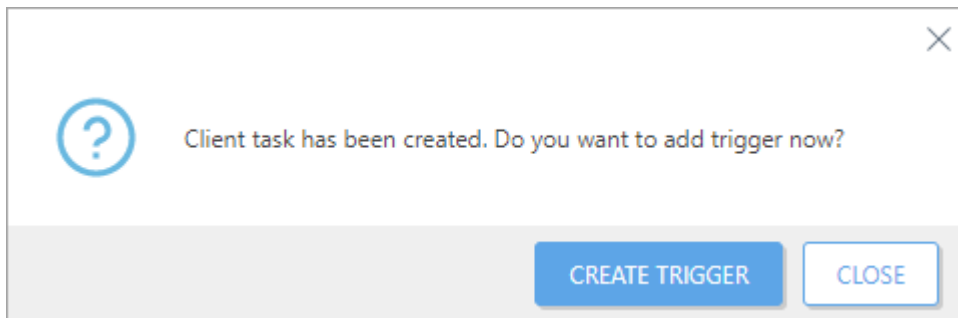 Client task has been created. Do you want to add trigger now?
CREATE TRIGGER
CLOSE